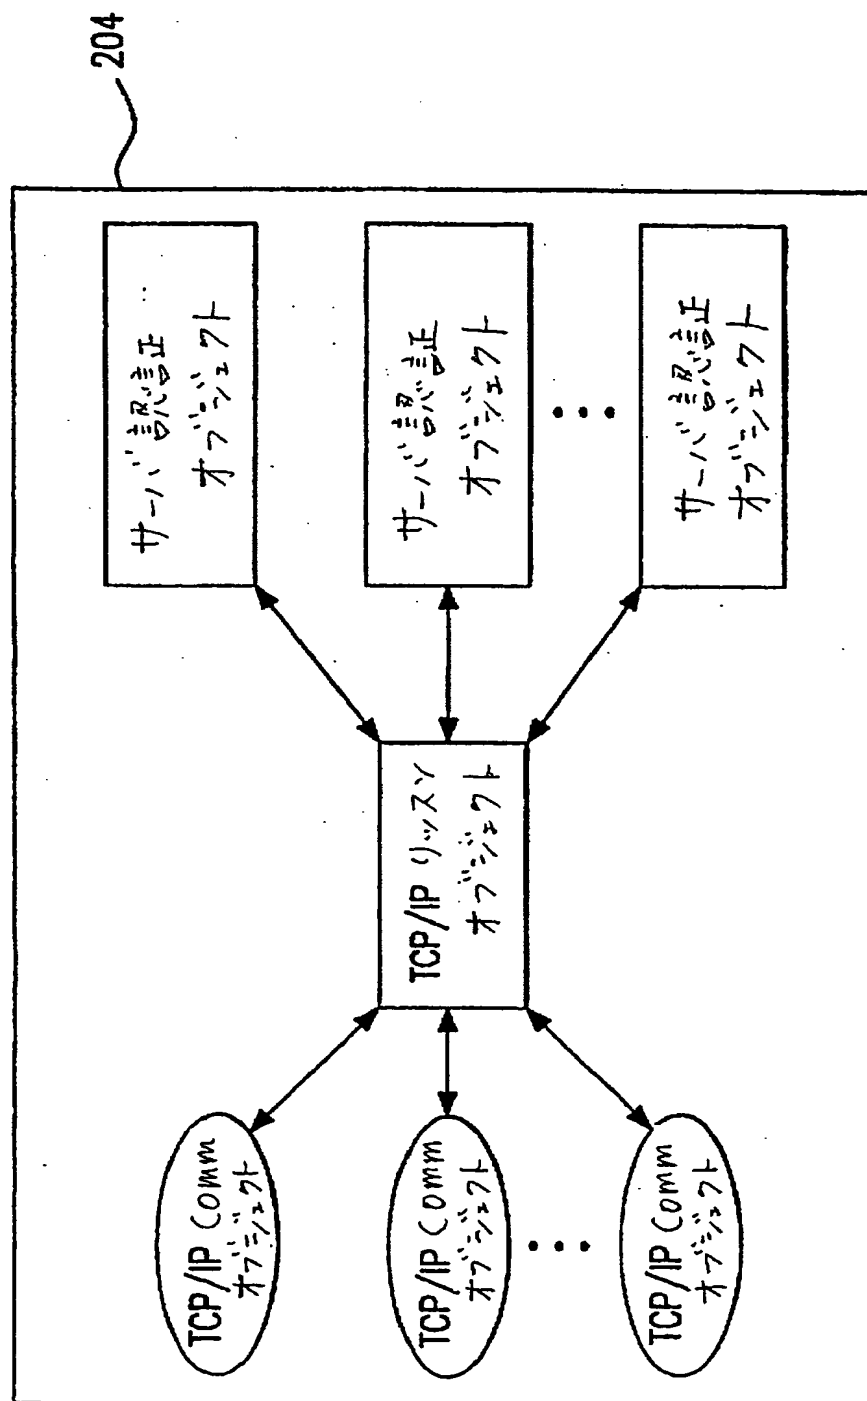 204
サーバ認証
オブジェクト
サーバ認証
オブジェクト
サーバ認証
オブジェクト
TCP/IP リッスン
オブジェクト
TCP/IP Comm
オブジェクト
TCP/IP Comm
オブジェクト
TCP/IP Comm
オブジェクト